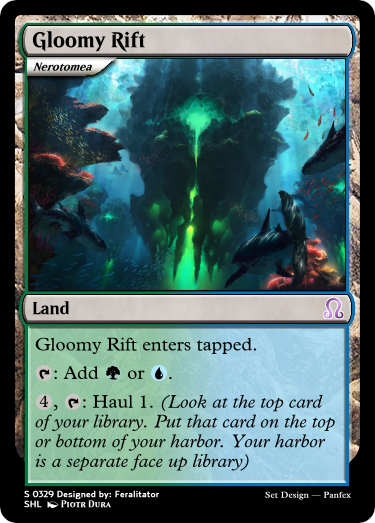 Gloomy Rift
Nerotomea
Land
Gloomy Rift enters tapped.
: Add or .
4, : Haul 1. (Look at the top card
of your library. Put that card on the top
or bottom of your harbor. Your harbor
is a separate face up library)
S 0329 Designed by: Feralitator
SHL Piotr Dura
Set Design — Panfex